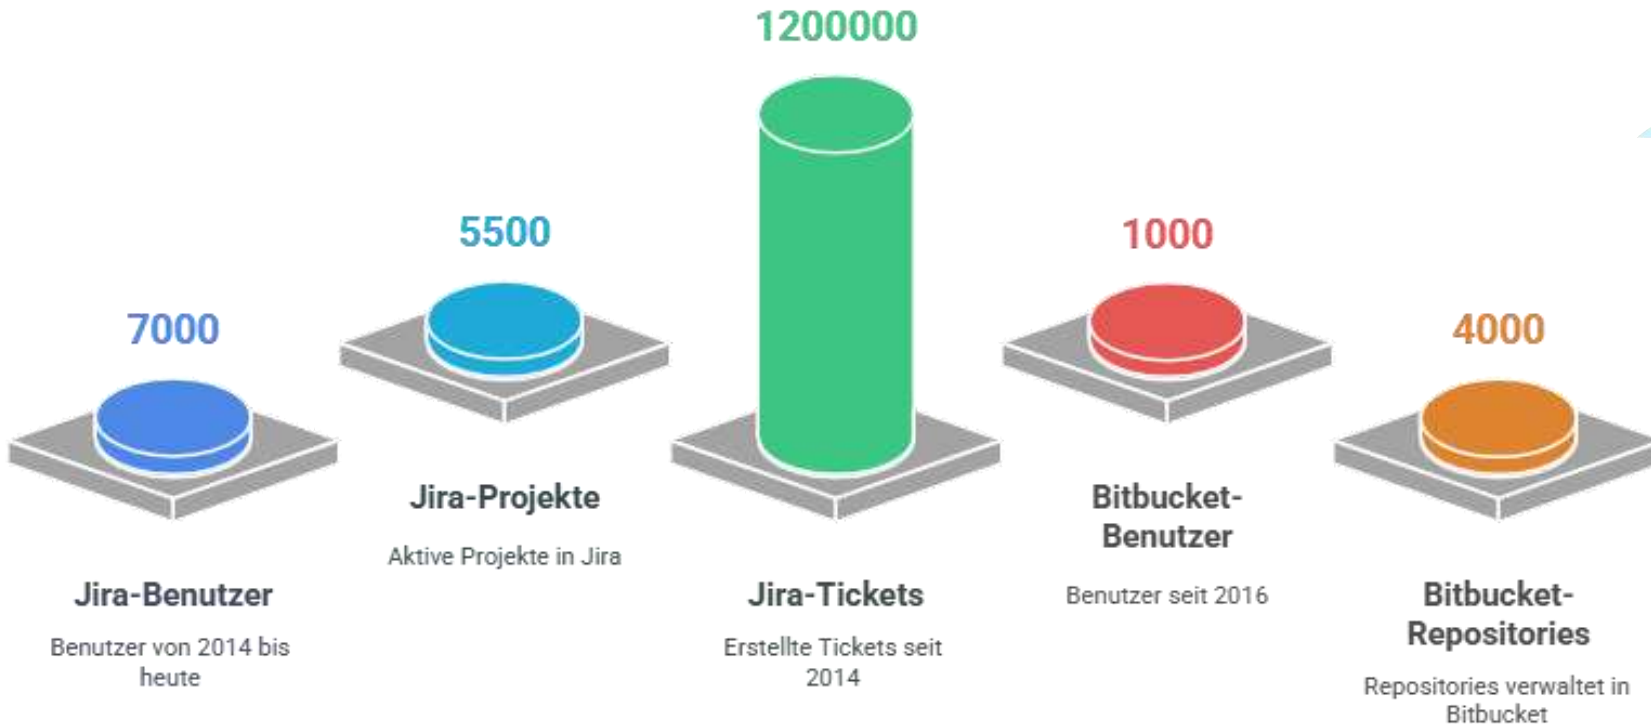 7000
Jira-Benutzer
Benutzer von 2014 bis
heute
5500
Jira-Projekte
Aktive Projekte in Jira
1200000
Jira-Tickets
Erstellte Tickets seit
2014
1000
Bitbucket-
Benutzer
Benutzer seit 2016
4000
Bitbucket-
Repositories
Repositories verwaltet in
Bitbucket